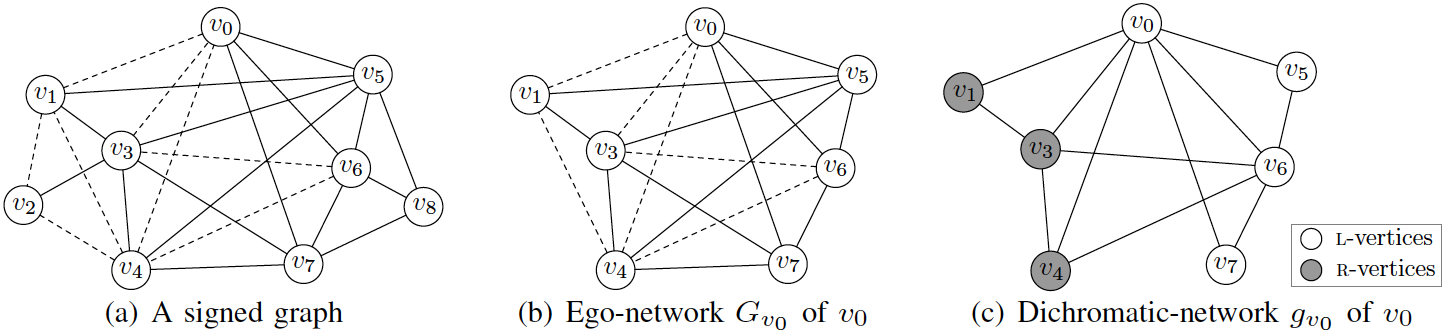 v0
v5
v1
v3
v6
v2
v8
v4
v7
(a) A signed graph
v0
v5
v1
v3
v6
v4
v7
(b) Ego-network Gv0 of v0
v0
v5
v1
v3
v6
v4
v7
L-vertices
R-vertices
(c) Dichromatic-network gv0 of v0